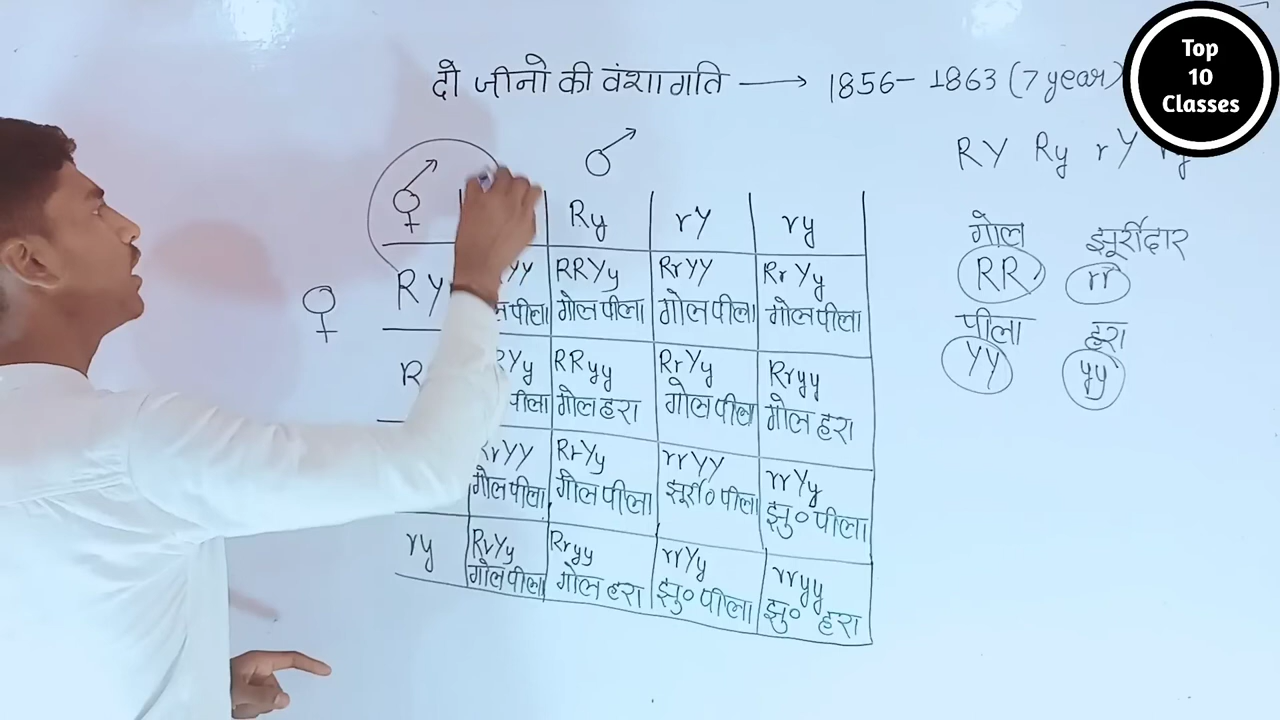 दो जीनो की वंशागति → 1856- 1863 (7 year)
Top
10
Classes
RY Ry rY
♂
♀
Ry rY ry
RY
RRYy RrYY RrYy
गोल पीला गोल पीला गोल पीला
RRyy RrYy Rryy
गोल हरा गोल पीला गोल हरा
RrYY RrYy rrYY rrYy
गोल पीला गोल पीला झूर्री० पीला झु० पीला
ry RrYy Rryy rrYy rryy
गोल पीला गोल हरा झु० पीला झु० हरा
गोल झूर्रीदार
RR rr
पीला हरा
YY yy